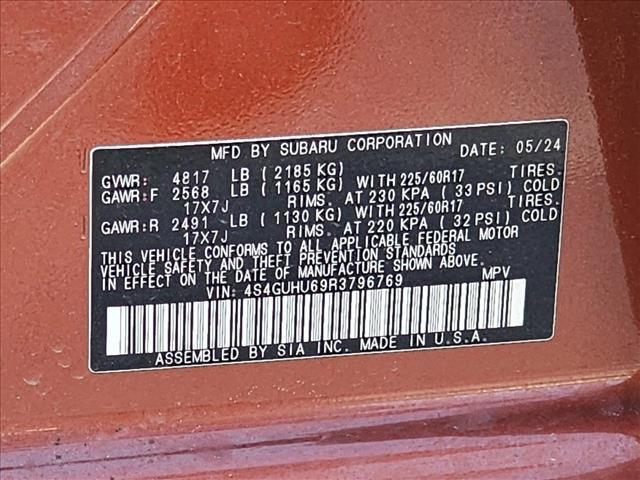 MFD BY SUBARU CORPORATION DATE: 05/24
GVWR: 4817 LB (2185 KG)
GAWR:F 2568 LB (1165 KG) WITH 225/60R17 TIRES.
17X7J RIMS. AT 230 KPA (33 PSI) COLD
GAWR:R 2491 LB (1130 KG) WITH 225/60R17 TIRES.
17X7J RIMS. AT 220 KPA (32 PSI) COLD
THIS VEHICLE CONFORMS TO ALL APPLICABLE FEDERAL MOTOR
VEHICLE SAFETY AND THEFT PREVENTION STANDARDS
IN EFFECT ON THE DATE OF MANUFACTURE SHOWN ABOVE.
VIN: 4S4GUHU69R3796769 MPV
ASSEMBLED BY SIA INC. MADE IN U.S.A.